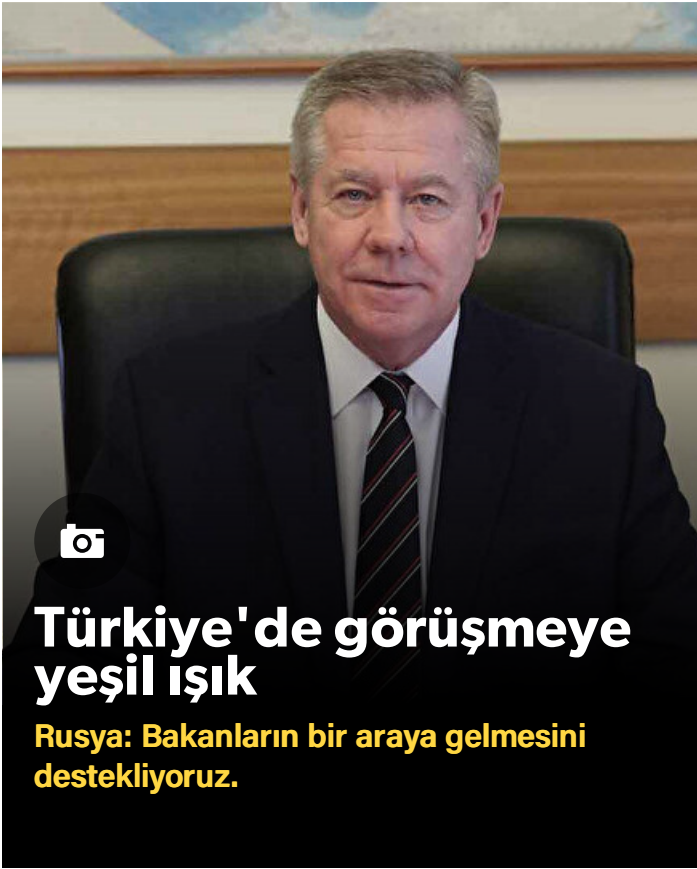 Türkiye'de görüşmeye
yeşil ışık
Rusya: Bakanların bir araya gelmesini
destekliyoruz.